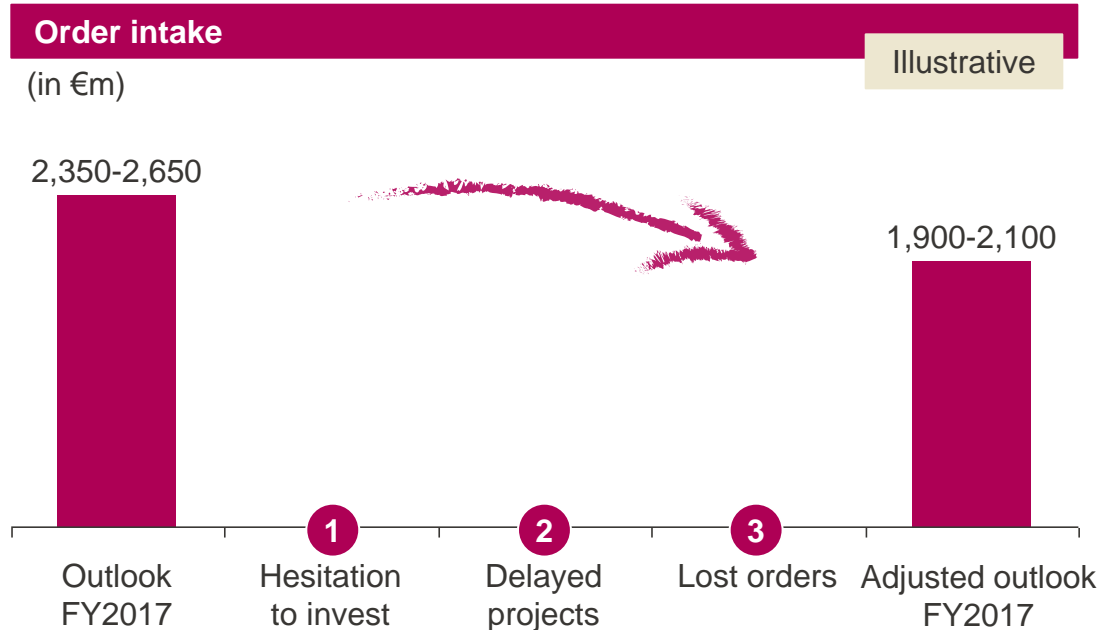 Order intake
Illustrative
(in €m)
2,350-2,650
1,900-2,100
1
2
3
Outlook
FY2017
Hesitation
to invest
Delayed
projects
Lost orders
Adjusted outlook
FY2017